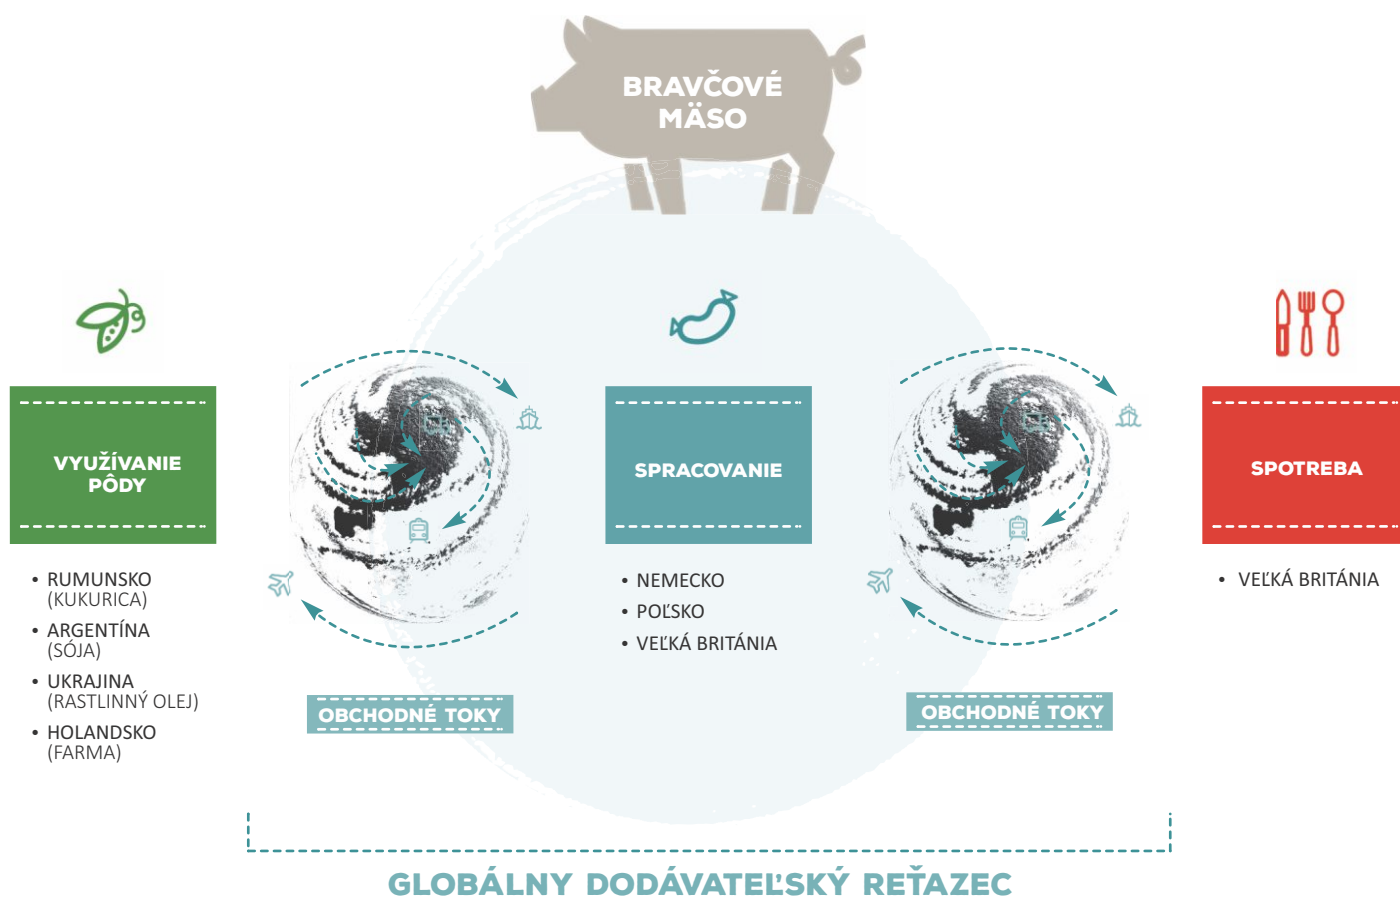 BRAVČOVÉ
MÄSO
VYUŽÍVANIE
PÔDY
• RUMUNSKO
(KUKURICA)
• ARGENTÍNA
(SÓJA)
• UKRAJINA
(RASTLINNÝ OLEJ)
• HOLANDSKO
(FARMA)
OBCHODNÉ TOKY
SPRACOVANIE
• NEMECKO
• POĽSKO
• VEĽKÁ BRITÁNIA
OBCHODNÉ TOKY
SPOTREBA
• VEĽKÁ BRITÁNIA
GLOBÁLNY DODÁVATEĽSKÝ REŤAZEC